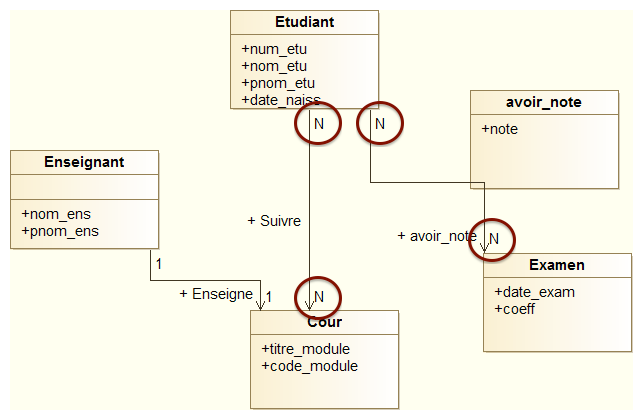 Etudiant
+num_etu
+nom_etu
+pnom_etu
+date_naiss
N
N
avoir_note
+note
Enseignant
+nom_ens
+pnom_ens
+ Suivre
+ avoir_note
N
1
+ Enseigne
1
N
Examen
+date_exam
+coeff
Cour
+titre_module
+code_module